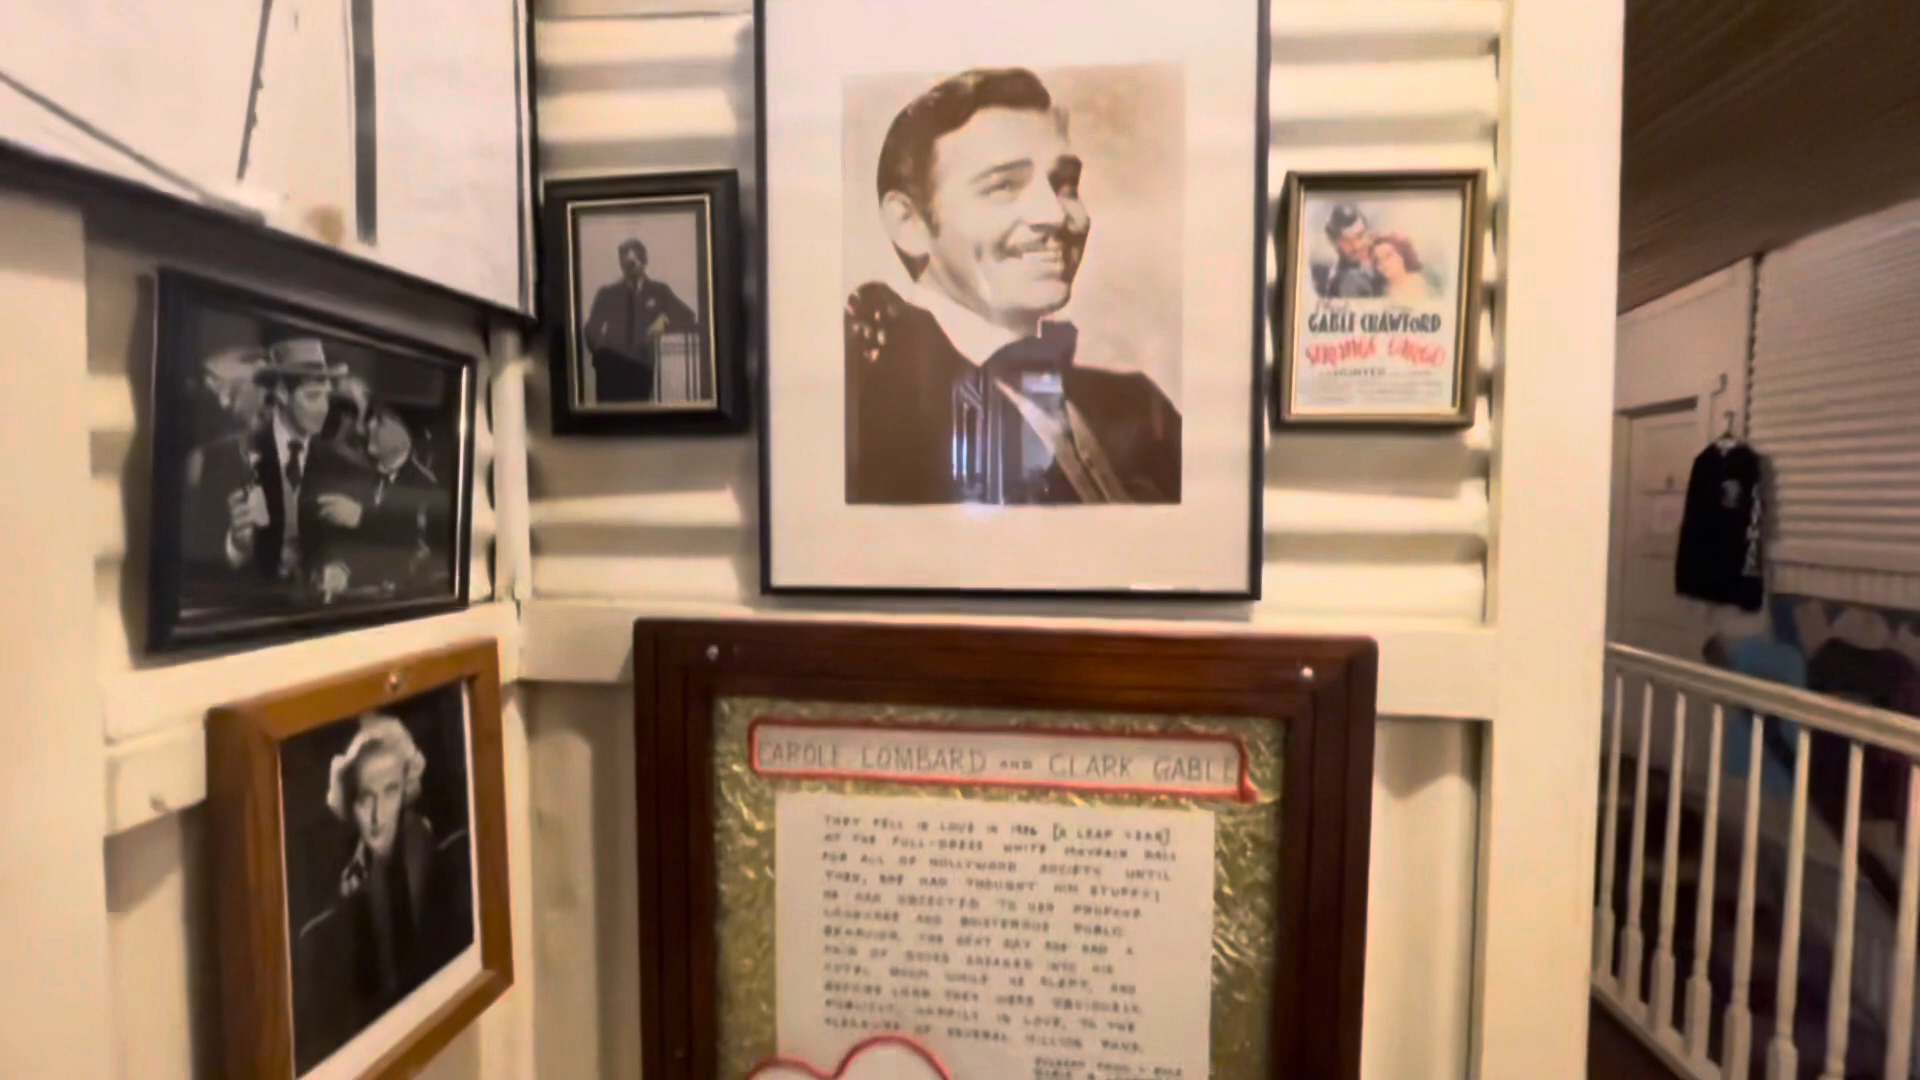 GABLE CRAWFORD
STRANGE CARGO
HUNTER
CAROLE LOMBARD AND CLARK GABLE
THEY FELL IN LOVE IN 1936 [A LEAP YEAR]
AT THE FULL-DRESS WHITE MAYFAIR BALL
FOR ALL OF HOLLYWOOD SOCIETY UNTIL
THEN, SHE HAD THOUGHT HIM STUFFY;
HE HAD OBJECTED TO HER PROFANE
LANGUAGE AND BOISTEROUS PUBLIC
BEHAVIOR. THE NEXT DAY SHE HAD A
PAIR OF DOVES SNEAKED INTO HIS
HOTEL ROOM WHILE HE SLEPT, AND
BEFORE LONG THEY WERE OBVIOUSLY,
PUBLICLY, HAPPILY IN LOVE, TO THE
PLEASURE OF SEVERAL MILLION FANS.